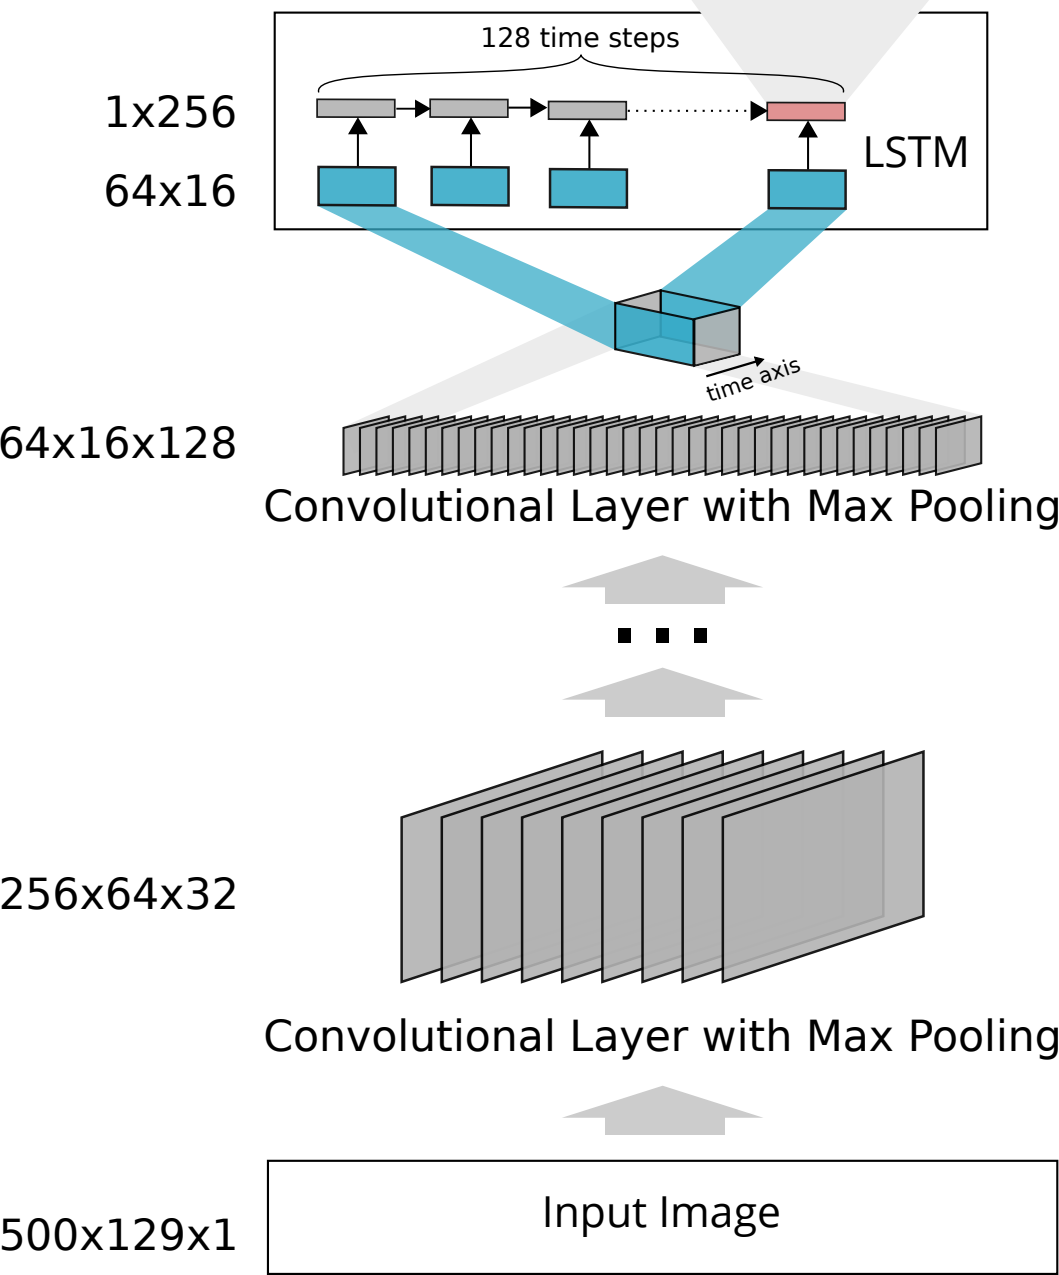 128 time steps
1x256
LSTM
64x16
time axis
64x16x128
Convolutional Layer with Max Pooling
256x64x32
Convolutional Layer with Max Pooling
Input Image
500x129x1